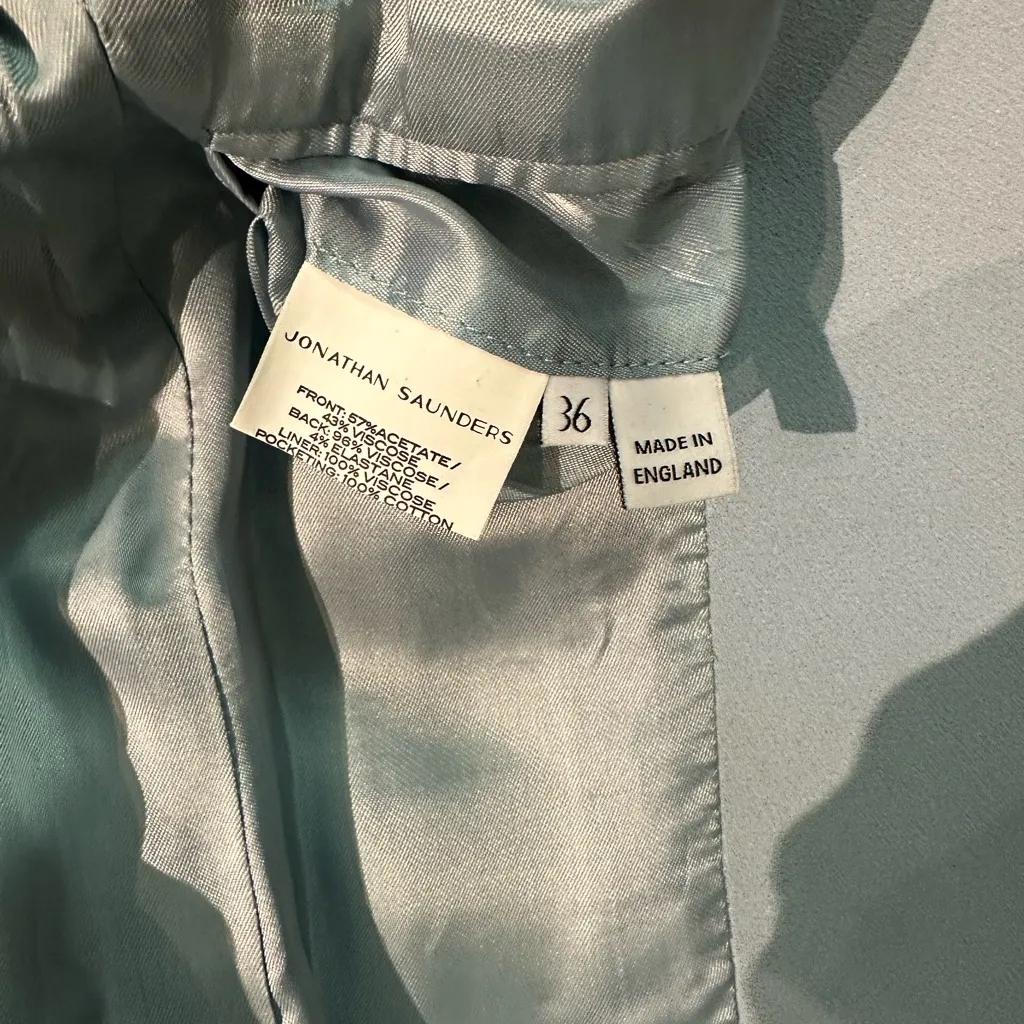 JONATHAN SAUNDERS
FRONT: 57% ACETATE/
43% VISCOSE
BACK: 96% VISCOSE/
4% ELASTANE/
LINER: 100% VISCOSE
POCKETING: 100% COTTON
36
MADE IN
ENGLAND